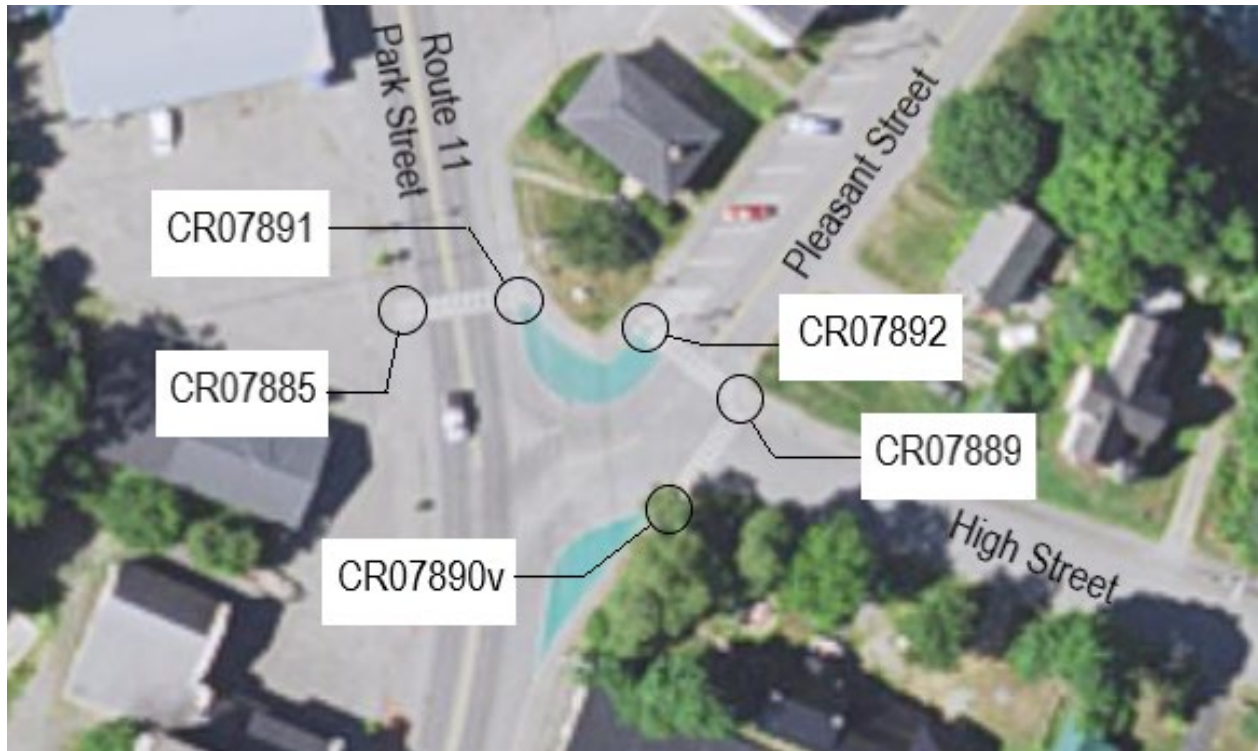 Route 11
Park Street
Pleasant Street
CR07891
CR07892
CR07885
CR07889
CR07890v
High Street